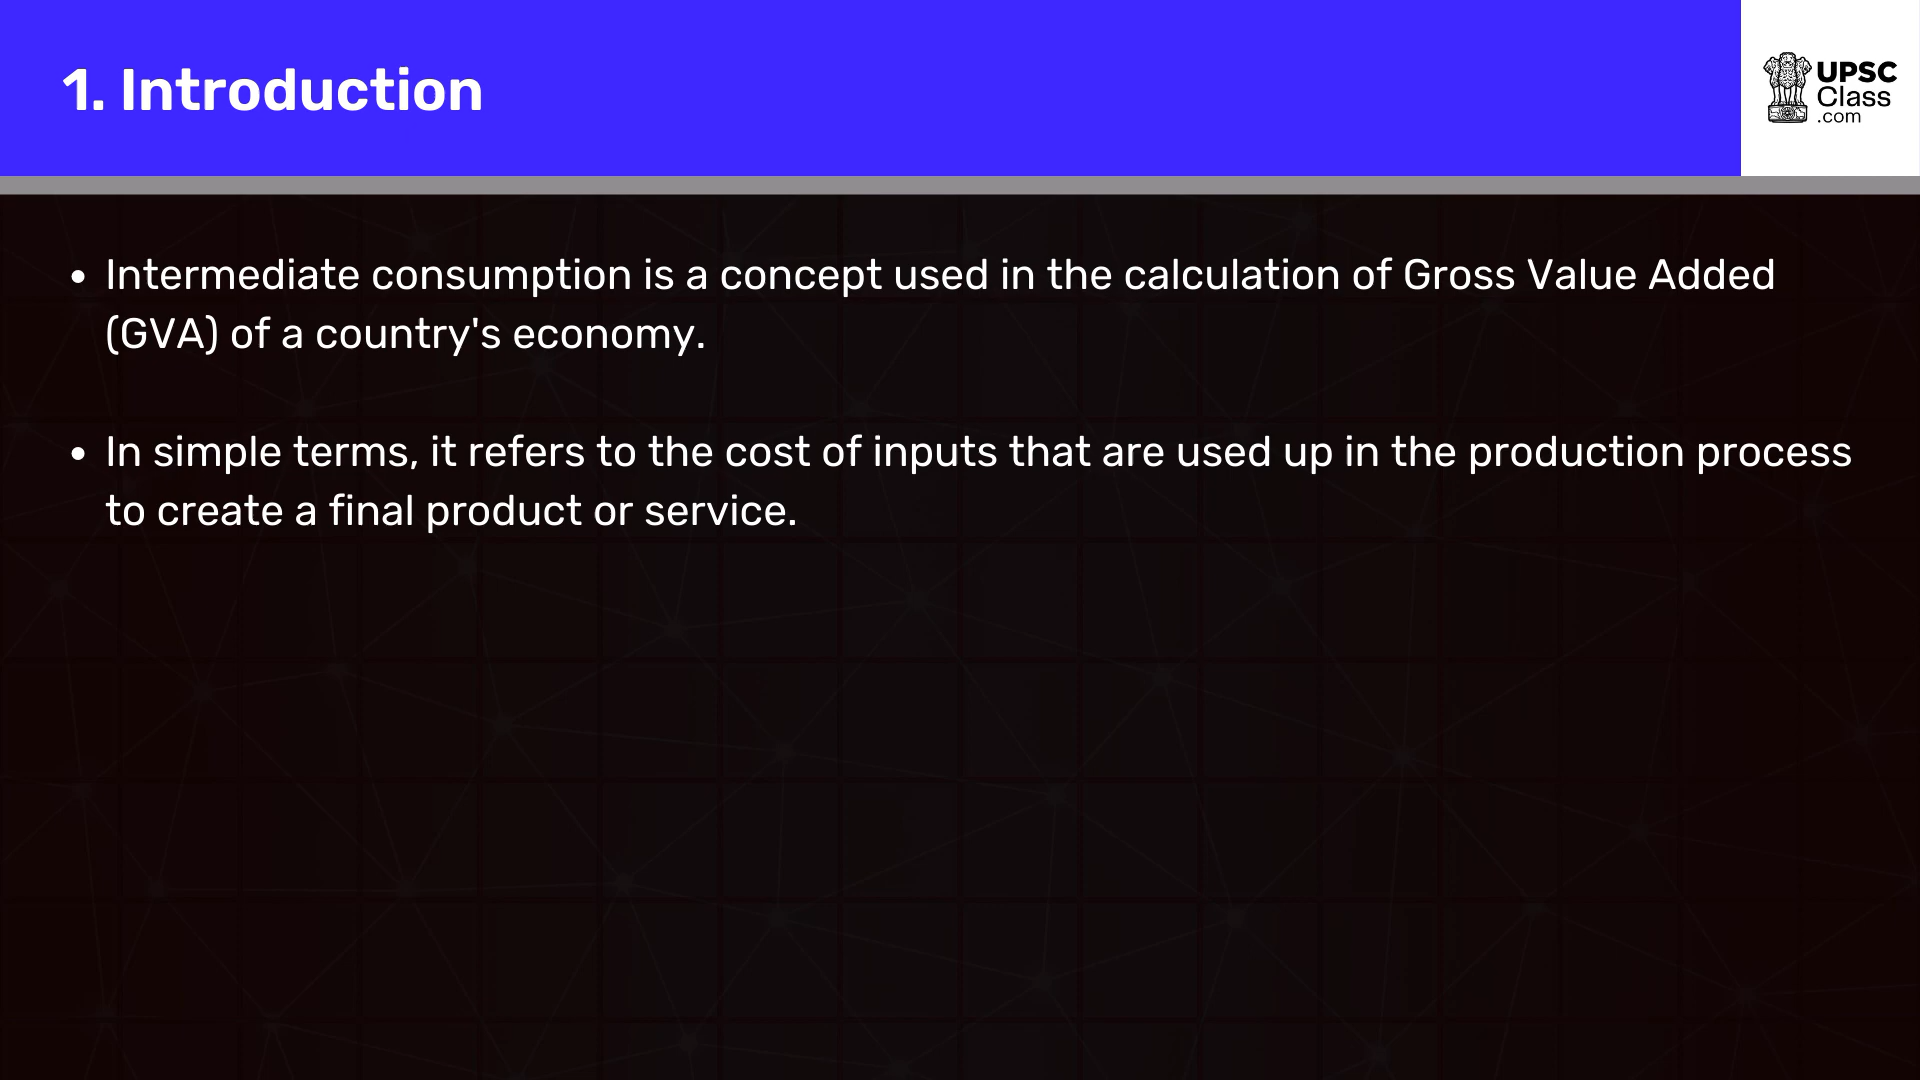 1. Introduction
UPSC
Class
.com
• Intermediate consumption is a concept used in the calculation of Gross Value Added
(GVA) of a country's economy.
• In simple terms, it refers to the cost of inputs that are used up in the production process
to create a final product or service.